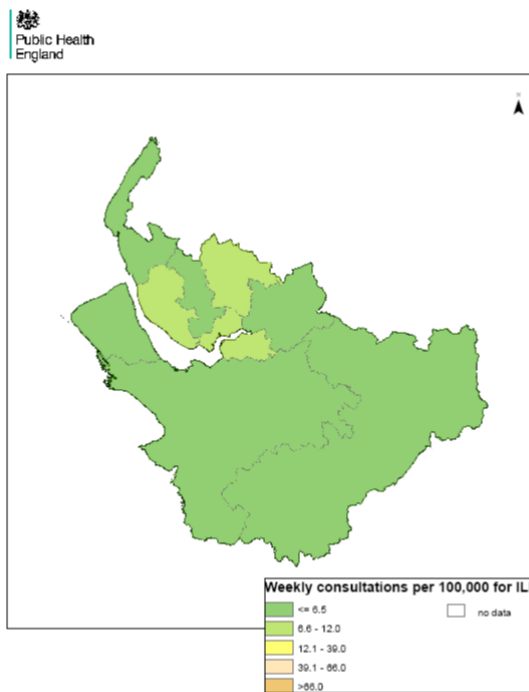 Public Health
England
N
Weekly consultations per 100,000 for IL
<= 6.5
no data
6.6 - 12.0
12.1 - 39.0
39.1 - 66.0
>66.0